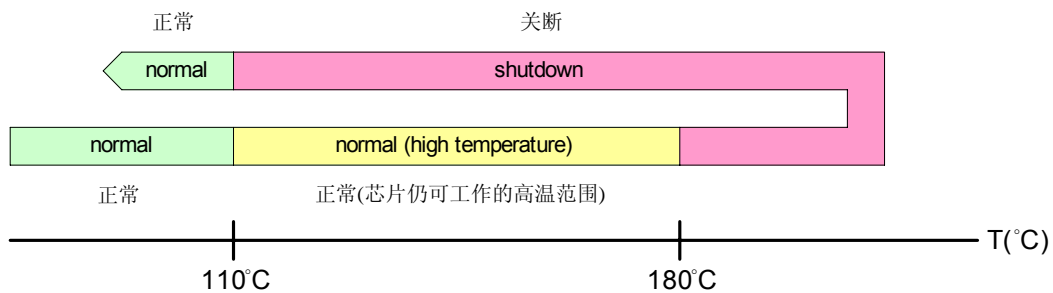 正常 关断
normal shutdown
normal normal (high temperature)
正常 正常(芯片仍可工作的高温范围)
T(°C)
110°C 180°C